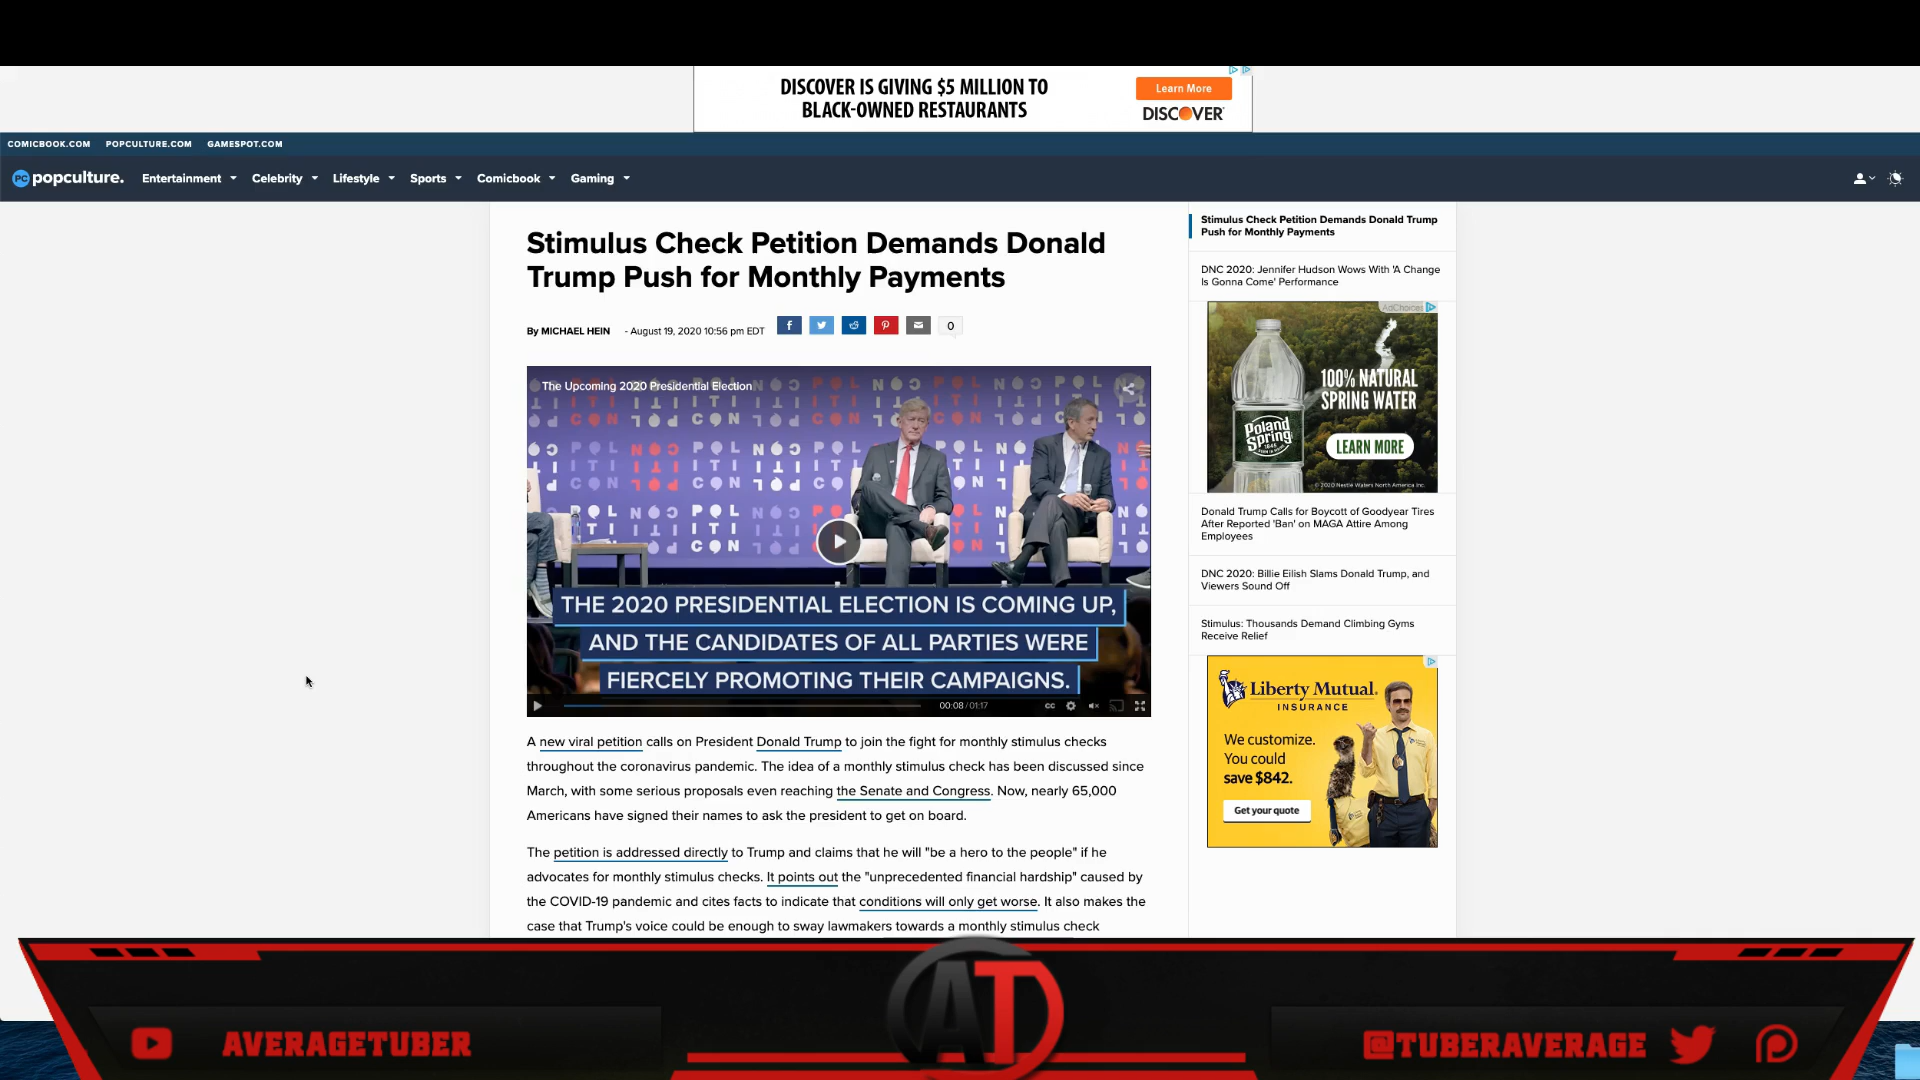 DISCOVER IS GIVING $5 MILLION TO
BLACK-OWNED RESTAURANTS
Learn More
DISCOVER
COMICBOOK.COM POPCULTURE.COM GAMESPOT.COM
PC popculture. Entertainment Celebrity Lifestyle Sports Comicbook Gaming
Stimulus Check Petition Demands Donald
Trump Push for Monthly Payments
By MICHAEL HEIN - August 19, 2020 10:56 pm EDT
0
The Upcoming 2020 Presidential Election
POLITICON
THE 2020 PRESIDENTIAL ELECTION IS COMING UP,
AND THE CANDIDATES OF ALL PARTIES WERE
FIERCELY PROMOTING THEIR CAMPAIGNS.
00:08 / 01:17
CC
A new viral petition calls on President Donald Trump to join the fight for monthly stimulus checks
throughout the coronavirus pandemic. The idea of a monthly stimulus check has been discussed since
March, with some serious proposals even reaching the Senate and Congress. Now, nearly 65,000
Americans have signed their names to ask the president to get on board.
The petition is addressed directly to Trump and claims that he will "be a hero to the people" if he
advocates for monthly stimulus checks. It points out the "unprecedented financial hardship" caused by
the COVID-19 pandemic and cites facts to indicate that conditions will only get worse. It also makes the
case that Trump's voice could be enough to sway lawmakers towards a monthly stimulus check
Stimulus Check Petition Demands Donald Trump
Push for Monthly Payments
DNC 2020: Jennifer Hudson Wows With 'A Change
Is Gonna Come' Performance
AdChoices
100% NATURAL
SPRING WATER
Poland
Spring
1845
LEARN MORE
© 2020 Nestlé Waters North America Inc.
Donald Trump Calls for Boycott of Goodyear Tires
After Reported 'Ban' on MAGA Attire Among
Employees
DNC 2020: Billie Eilish Slams Donald Trump, and
Viewers Sound Off
Stimulus: Thousands Demand Climbing Gyms
Receive Relief
Liberty Mutual.
INSURANCE
We customize.
You could
save $842.
Get your quote
AT
AVERAGETUBER
@TUBERAVERAGE